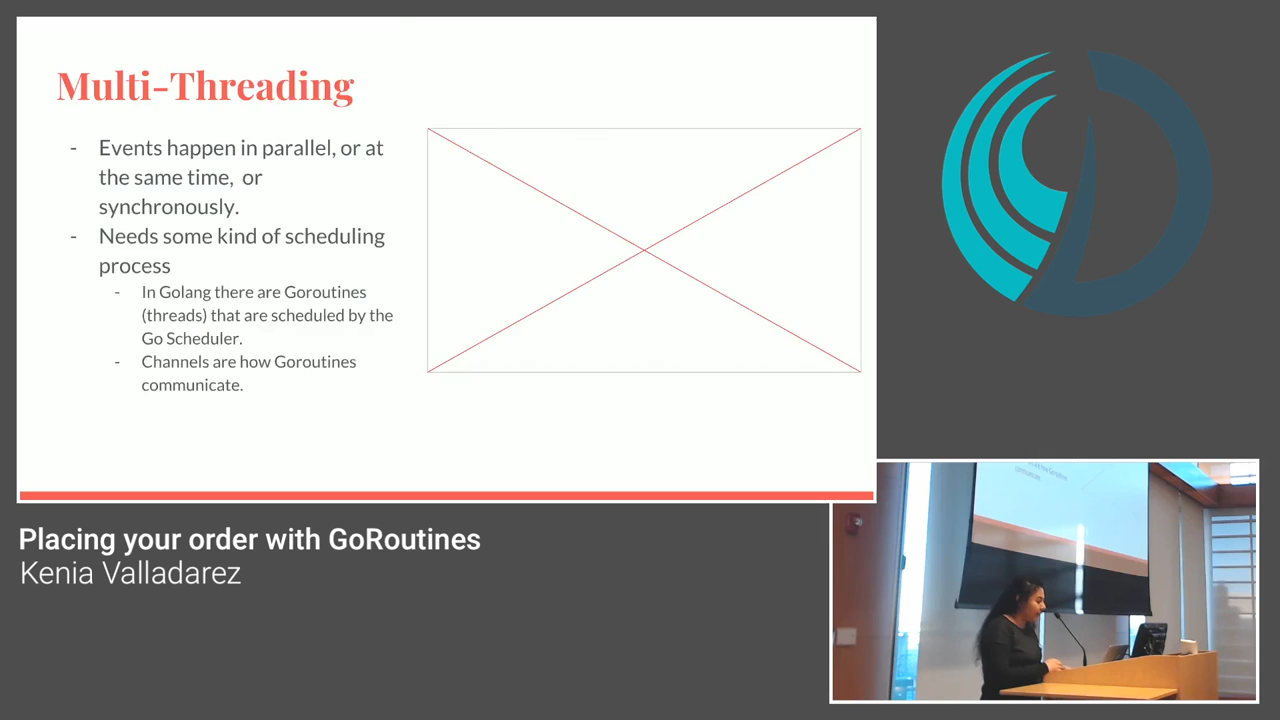 Multi-Threading
- Events happen in parallel, or at
the same time, or
synchronously.
- Needs some kind of scheduling
process
- In Golang there are Goroutines
(threads) that are scheduled by the
Go Scheduler.
- Channels are how Goroutines
communicate.
Placing your order with GoRoutines
Kenia Valladarez